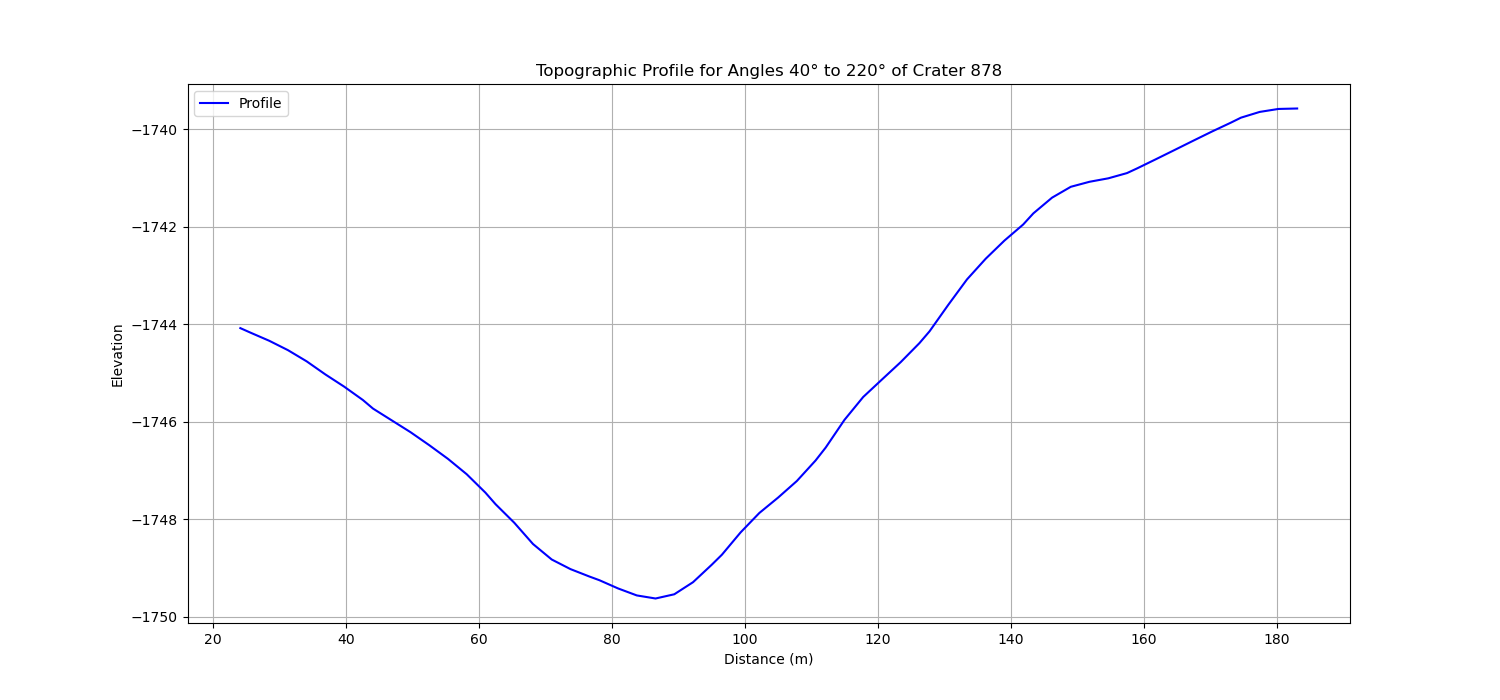 Topographic Profile for Angles 40° to 220° of Crater 878
Profile
−1740
−1742
−1744
−1746
−1748
−1750
Elevation
20 40 60 80 100 120 140 160 180
Distance (m)